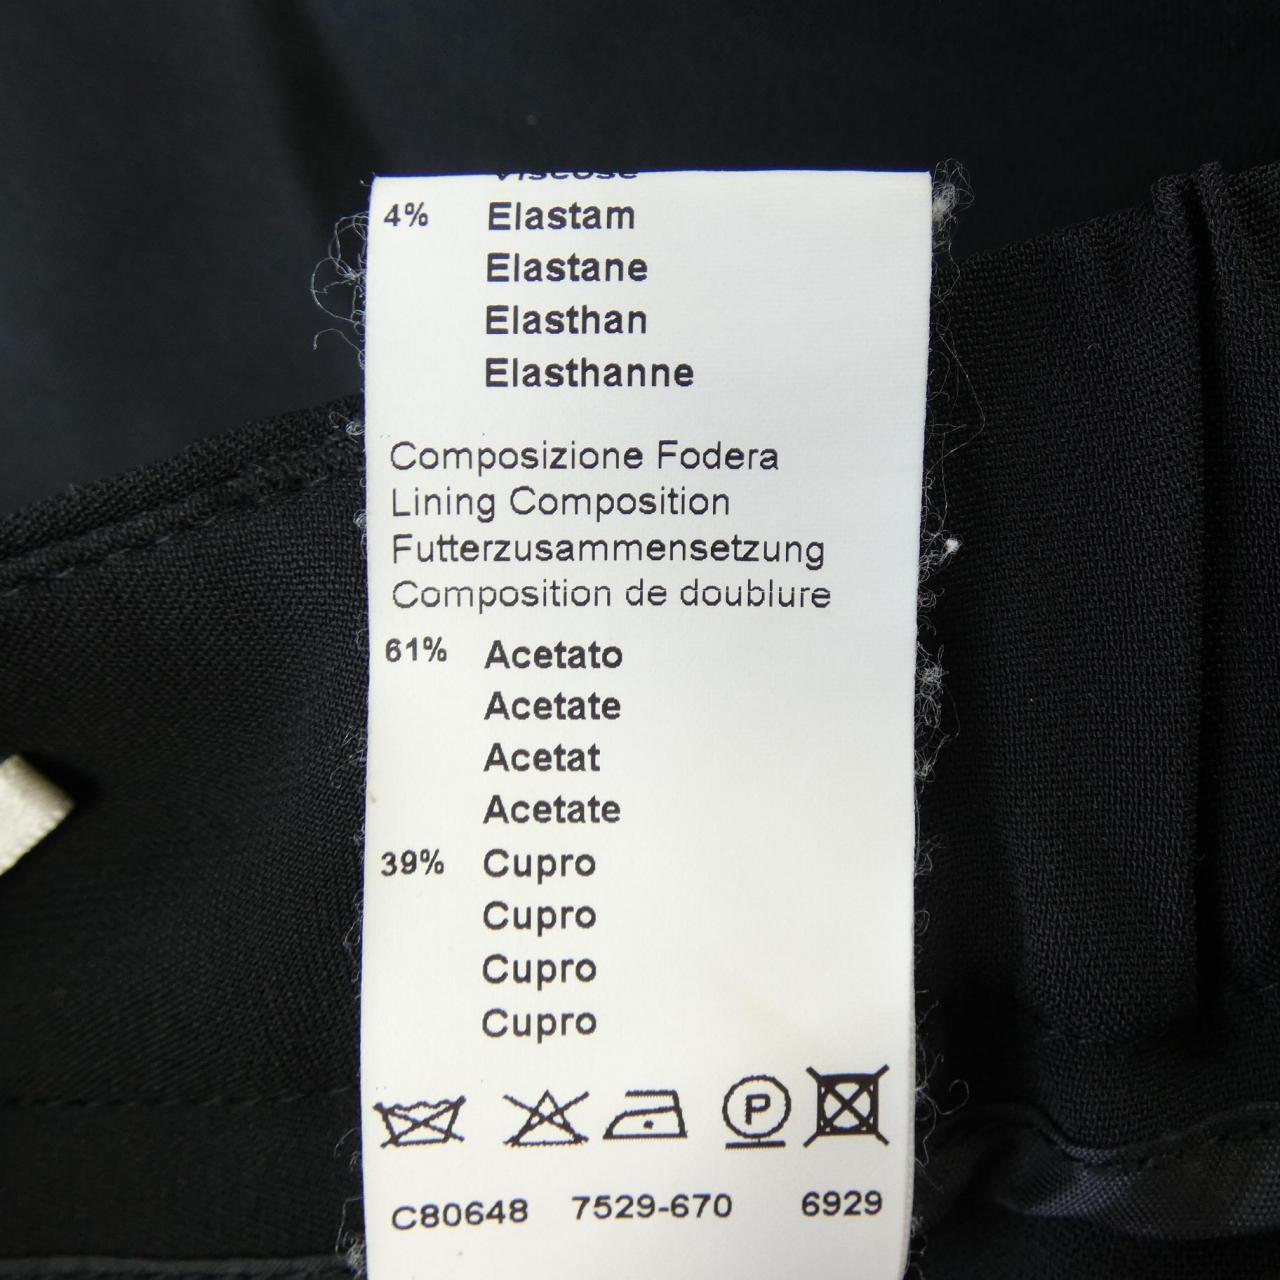 Viscose
4% Elastam
Elastane
Elasthan
Elasthanne
Composizione Fodera
Lining Composition
Futterzusammensetzung
Composition de doublure
61% Acetato
Acetate
Acetat
Acetate
39% Cupro
Cupro
Cupro
Cupro
P
C80648 7529-670 6929